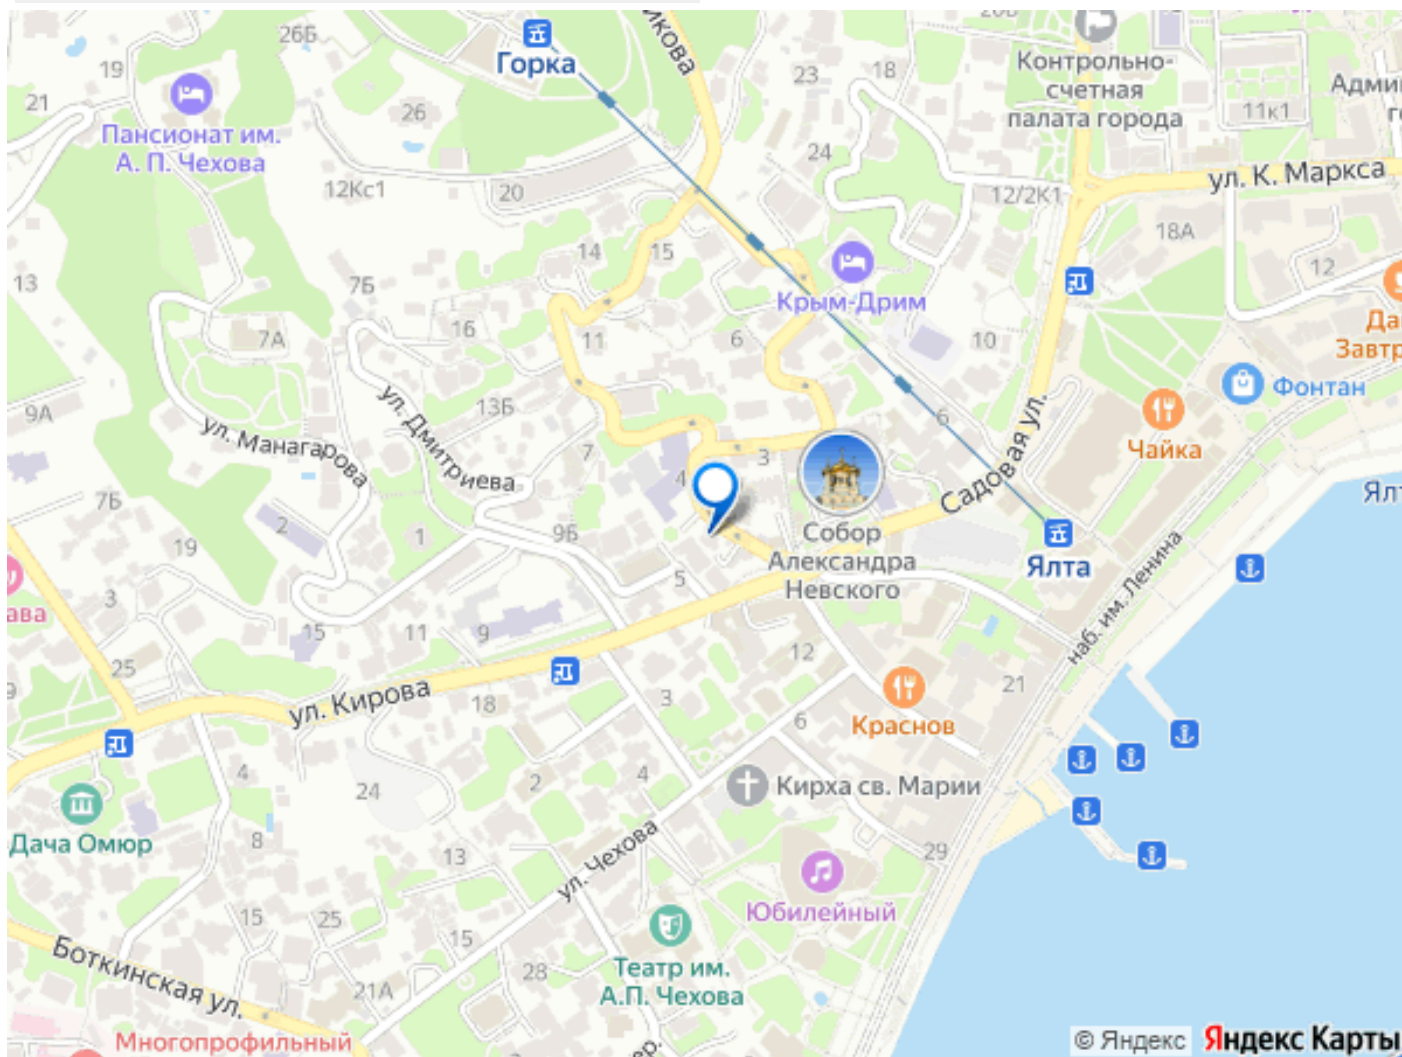 26Б
20Б
Горка
19
21
Пансионат им.
А. П. Чехова
26
12Кс1
20
23
18
24
Контрольно-
счетная
палата города
11к1
ул. К. Маркса
12/2К1
18А
12
13
7Б
14
15
16
7А
11
6
Крым-Дрим
10
Фонтан
9А
13Б
ул. Манагарова
ул. Дмитриева
7
4
3
6
Чайка
Садовая ул.
7Б
2
19
1
9Б
5
Собор
Александра
Невского
Ялта
наб. им. Ленина
3
15
11
9
25
ул. Кирова
18
3
12
6
21
Краснов
4
24
2
4
Кирха св. Марии
Дача Омюр
8
13
ул. Чехова
29
Юбилейный
15
25
15
28
Театр им.
А.П. Чехова
Боткинская ул.
21А
Многопрофильный
пер.
© Яндекс Яндекс Карты